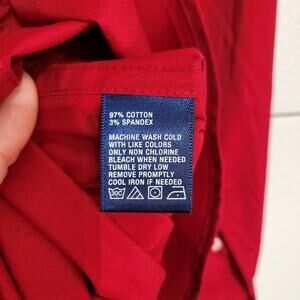 97% COTTON
3% SPANDEX
MACHINE WASH COLD
WITH LIKE COLORS
ONLY NON CHLORINE
BLEACH WHEN NEEDED
TUMBLE DRY LOW
REMOVE PROMPTLY
COOL IRON IF NEEDED